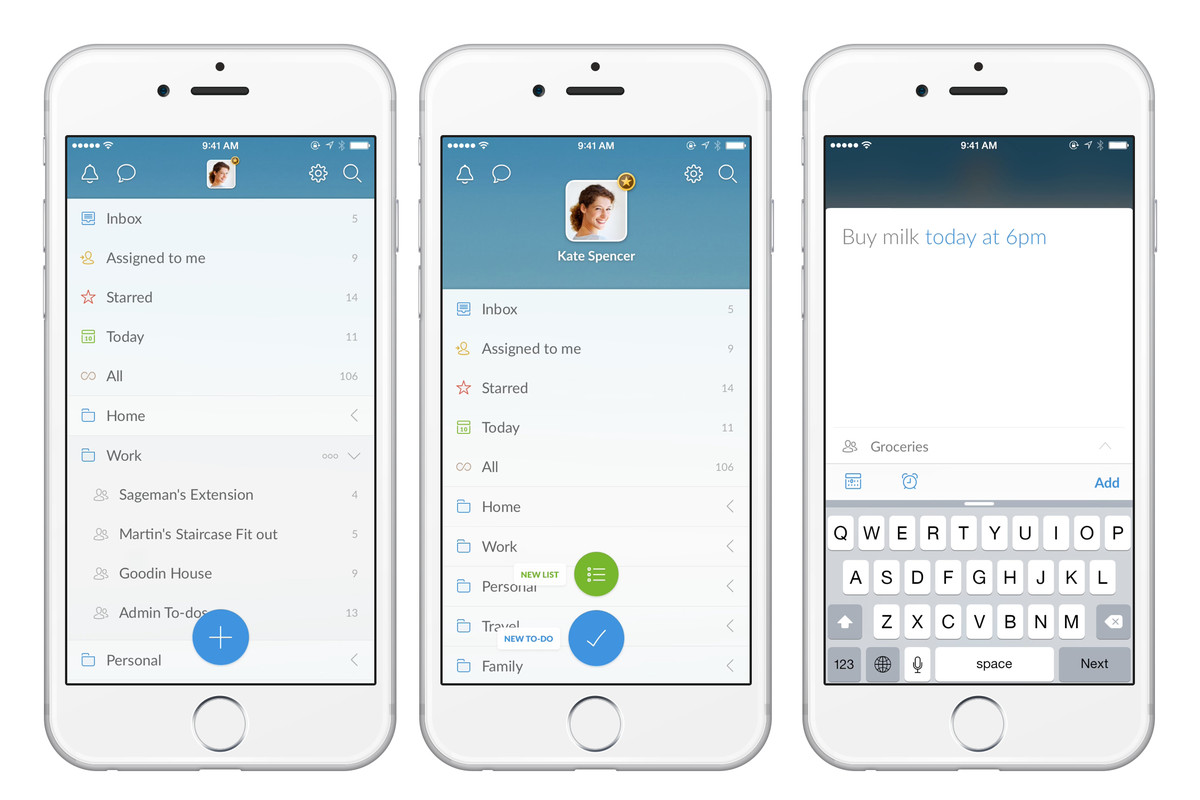 9:41 AM
Inbox 5
Assigned to me 9
Starred 14
10 Today 11
All 106
Home
Work
Sageman's Extension 4
Martin's Staircase Fit out 5
Goodin House 9
Admin To-dos 13
Personal
9:41 AM
Kate Spencer
Inbox 5
Assigned to me 9
Starred 14
10 Today 11
All 106
Home
Work
NEW LIST
Personal
Travel
NEW TO-DO
Family
9:41 AM
Buy milk today at 6pm
Groceries
Add
Q W E R T Y U I O P
A S D F G H J K L
Z X C V B N M
123 space Next